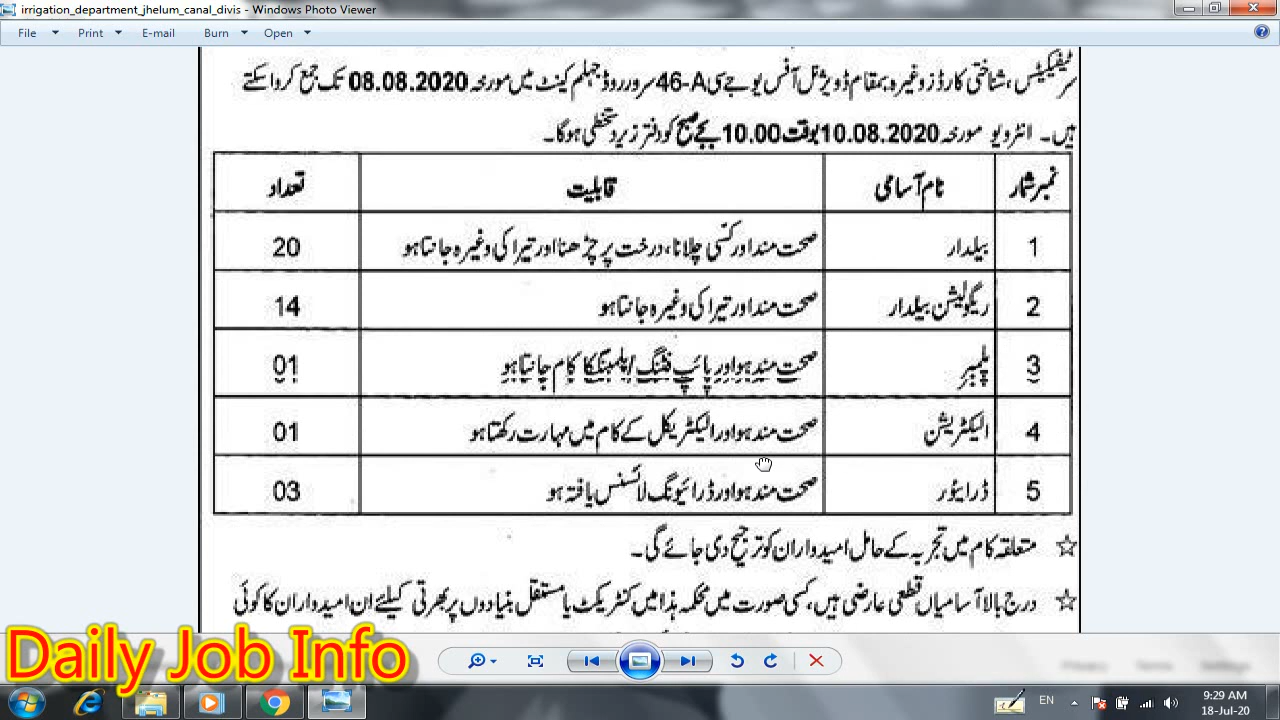 irrigation_department_jhelum_canal_divis - Windows Photo Viewer
File Print E-mail Burn Open
سرٹیفکیٹس، شناختی کارڈز وغیرہ بمقام ڈویژنل آفس یو جے سی 46-A سرور روڈ جہلم کینٹ میں مورخہ 08.08.2020 تک جمع کروا سکتے
ہیں۔ انٹرویو مورخہ 10.08.2020 بوقت 10.00 بجے صبح کو دفتر زیر دستخطی ہوگا۔
نمبر شمار نام آسامی قابلیت تعداد
1 بیلدار صحت مند اور کسی چلانا، درخت پر چڑھنا اور تیراکی وغیرہ جانتا ہو 20
2 ریگولیشن بیلدار صحت مند اور تیراکی وغیرہ جانتا ہو 14
3 پلمبر صحت مند ہو اور پائپ فٹنگ/پلمبنگ کا کام جانتا ہو 01
4 الیکٹریشن صحت مند ہو اور الیکٹریکل کے کام میں مہارت رکھتا ہو 01
5 ڈرائیور صحت مند ہو اور ڈرائیونگ لائسنس یافتہ ہو 03
☆ متعلقہ کام میں تجربہ کے حامل امیدواران کو ترجیح دی جائے گی۔
☆ درج بالا آسامیاں قطعی عارضی ہیں، کسی صورت میں محکمہ ہذا میں کنٹریکٹ یا مستقل بنیادوں پر بھرتی کیلئے ان امیدواران کا کوئی
Daily Job Info
EN
9:29 AM
18-Jul-20